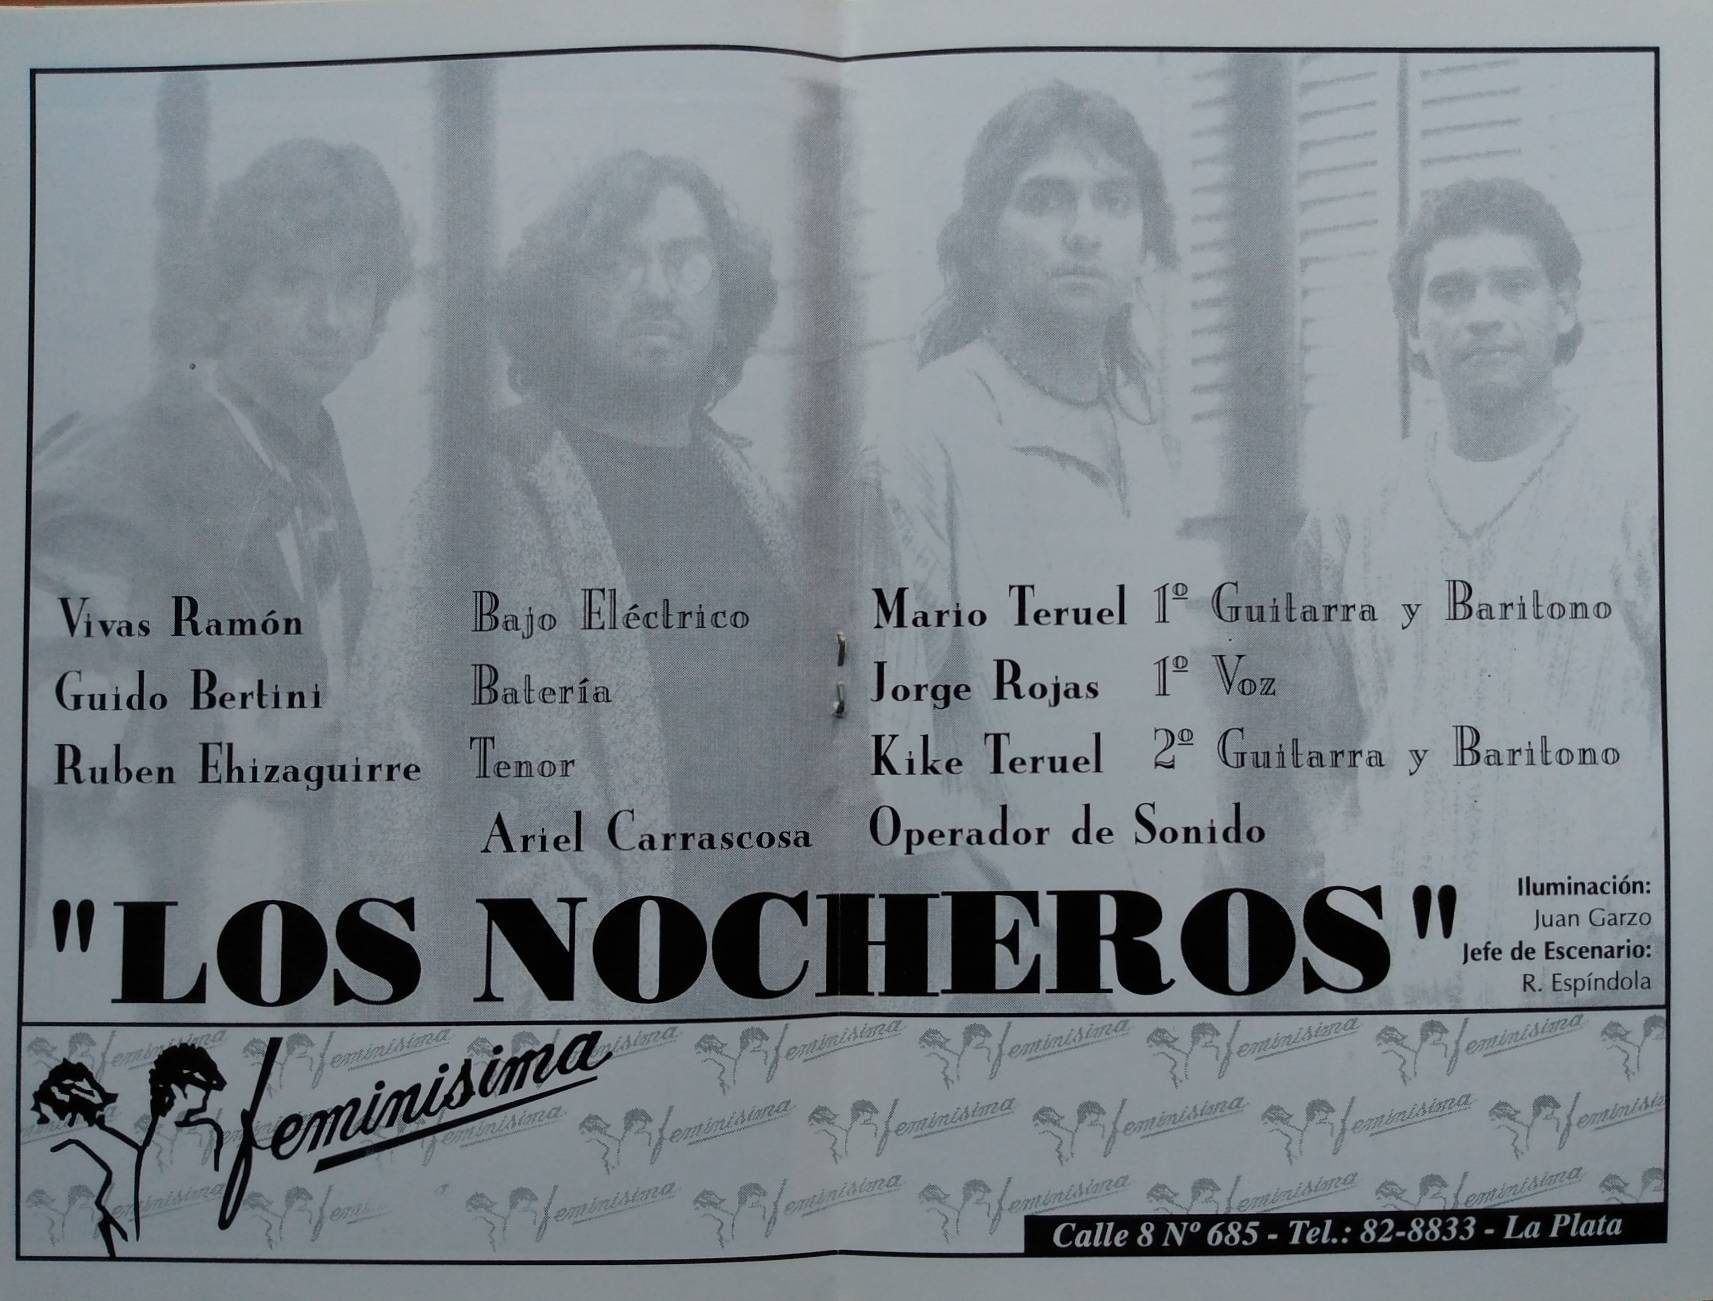 Vivas Ramón Bajo Eléctrico
Guido Bertini Batería
Ruben Ehizaguirre Tenor
Mario Teruel 1º Guitarra y Baritono
Jorge Rojas 1º Voz
Kike Teruel 2º Guitarra y Baritono
Ariel Carrascosa Operador de Sonido
"LOS NOCHEROS"
Iluminación:
Juan Garzo
Jefe de Escenario:
R. Espíndola
feminisima
Calle 8 Nº 685 - Tel.: 82-8833 - La Plata